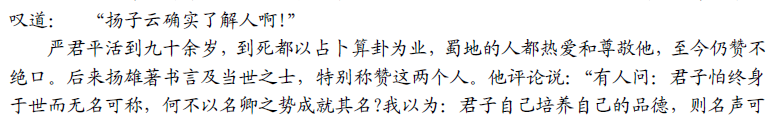 叹道： “扬子云确实了解人啊！”
严君平活到九十余岁，到死都以占卜算卦为业，蜀地的人都热爱和尊敬他，至今仍赞不
绝口。后来扬雄著书言及当世之士，特别称赞这两个人。他评论说：“有人问：君子怕终身
于世而无名可称，何不以名卿之势成就其名？我以为：君子自己培养自己的品德，则名声可